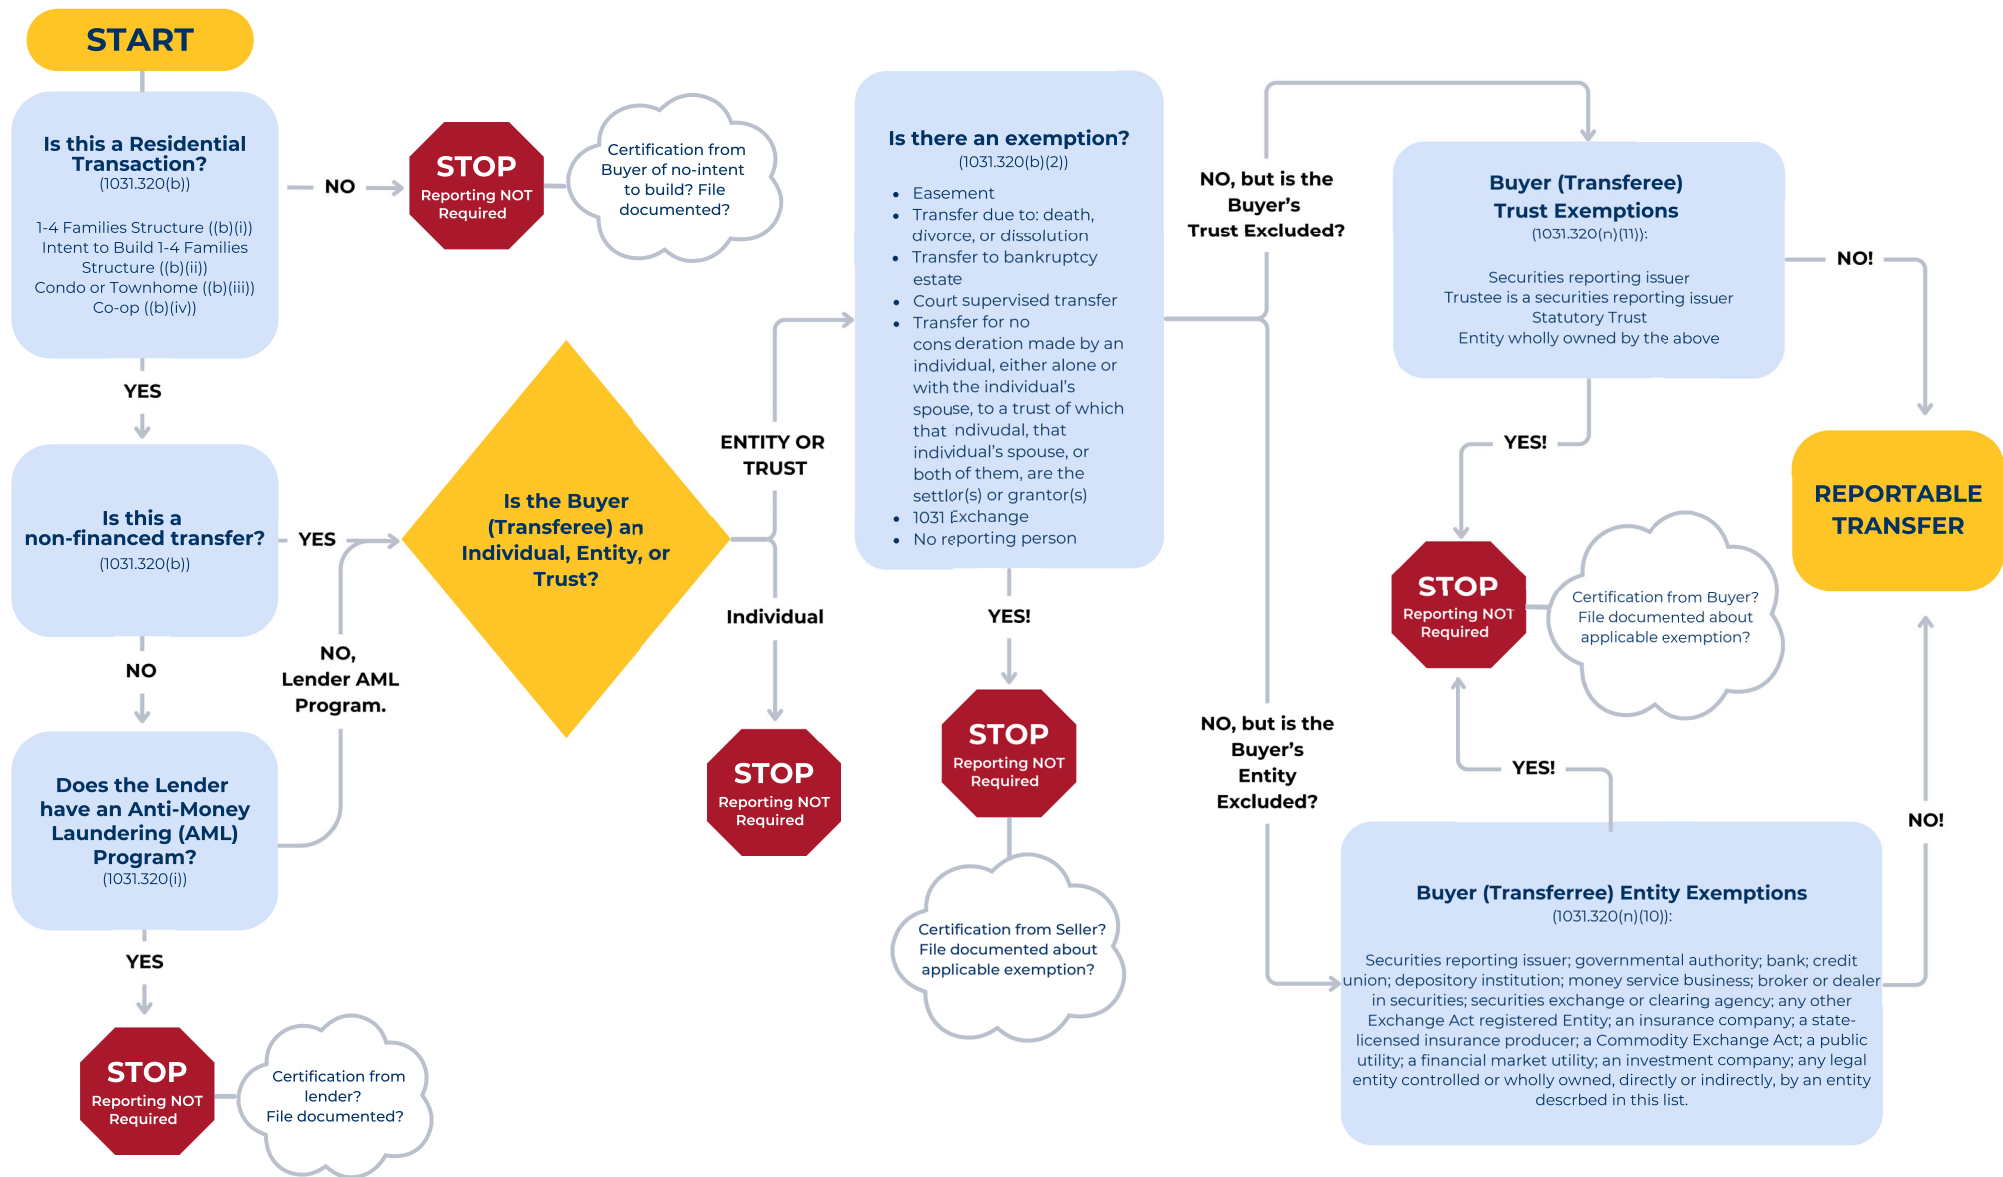 START
Is this a Residential
Transaction?
(1031.320(b))
1-4 Families Structure ((b)(i))
Intent to Build 1-4 Families
Structure ((b)(ii))
Condo or Townhome ((b)(iii))
Co-op ((b)(iv))
NO
STOP
Reporting NOT
Required
Certification from
Buyer of no-intent
to build? File
documented?
YES
Is this a
non-financed transfer?
(1031.320(b))
YES
NO
Does the Lender
have an Anti-Money
Laundering (AML)
Program?
(1031.320(i))
NO,
Lender AML
Program.
YES
STOP
Reporting NOT
Required
Certification from
lender?
File documented?
Is the Buyer
(Transferee) an
Individual, Entity, or
Trust?
ENTITY OR
TRUST
Individual
STOP
Reporting NOT
Required
Is there an exemption?
(1031.320(b)(2))
• Easement
• Transfer due to: death,
divorce, or dissolution
• Transfer to bankruptcy
estate
• Court supervised transfer
• Transfer for no
cons deration made by an
individual, either alone or
with the individual's
spouse, to a trust of which
that ndivudal, that
individual's spouse, or
both of them, are the
settlor(s) or grantor(s)
• 1031 Exchange
• No reporting person
YES!
STOP
Reporting NOT
Required
Certification from Seller?
File documented about
applicable exemption?
NO, but is the
Buyer's
Trust Excluded?
Buyer (Transferee)
Trust Exemptions
(1031.320(n)(11)):
Securities reporting issuer
Trustee is a securities reporting issuer
Statutory Trust
Entity wholly owned by the above
NO!
YES!
STOP
Reporting NOT
Required
Certification from Buyer?
File documented about
applicable exemption?
REPORTABLE
TRANSFER
NO, but is the
Buyer's
Entity
Excluded?
YES!
NO!
Buyer (Transferree) Entity Exemptions
(1031.320(n)(10)):
Securities reporting issuer; governmental authority; bank; credit
union; depository institution; money service business; broker or dealer
in securities; securities exchange or clearing agency; any other
Exchange Act registered Entity; an insurance company; a state-
licensed insurance producer; a Commodity Exchange Act; a public
utility; a financial market utility; an investment company; any legal
entity controlled or wholly owned, directly or indirectly, by an entity
descrbed in this list.